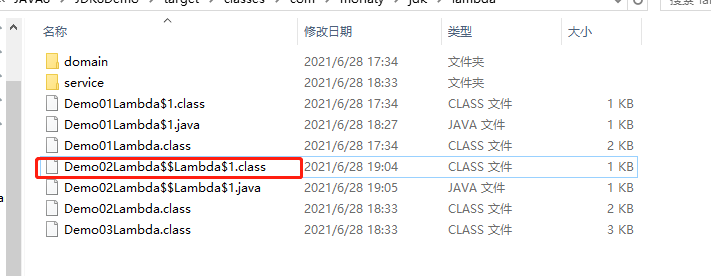 JAVA8 > JDK8Demo > target > classes > com > monaty > jdk > lambda
搜索
名称 修改日期 类型 大小
domain 2021/6/28 17:34 文件夹
service 2021/6/28 18:33 文件夹
Demo01Lambda$1.class 2021/6/28 17:34 CLASS 文件 1 KB
Demo01Lambda$1.java 2021/6/28 18:27 JAVA 文件 1 KB
Demo01Lambda.class 2021/6/28 17:34 CLASS 文件 2 KB
Demo02Lambda$$Lambda$1.class 2021/6/28 19:04 CLASS 文件 1 KB
Demo02Lambda$$Lambda$1.java 2021/6/28 19:05 JAVA 文件 1 KB
Demo02Lambda.class 2021/6/28 18:33 CLASS 文件 2 KB
Demo03Lambda.class 2021/6/28 18:33 CLASS 文件 3 KB